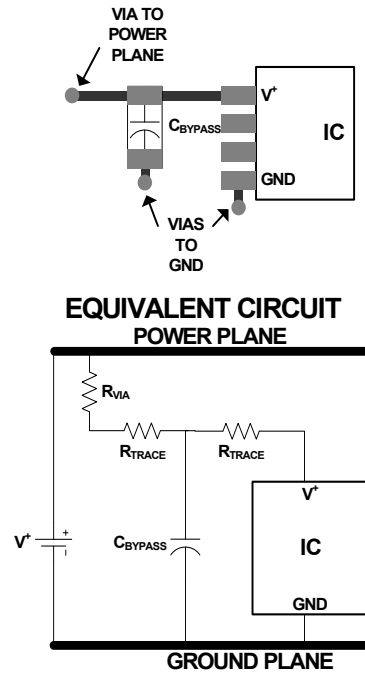 VIA TO
POWER
PLANE
V+
CBYPASS
IC
GND
VIAS
TO
GND
EQUIVALENT CIRCUIT
POWER PLANE
RVIA
RTRACE
RTRACE
V+
V+
+
-
CBYPASS
IC
GND
GROUND PLANE